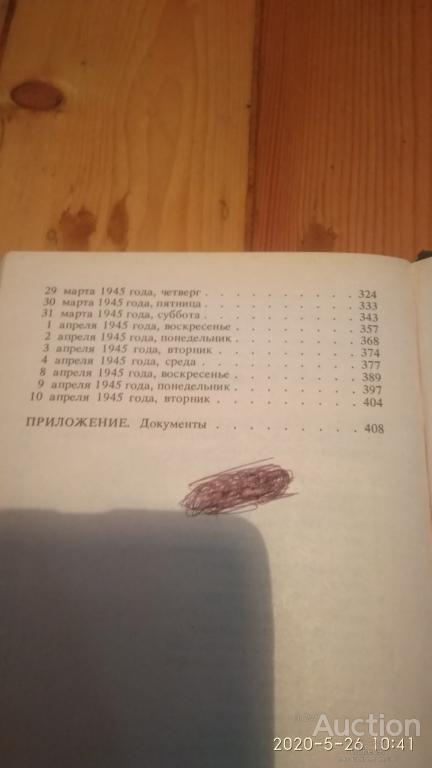 29 марта 1945 года, четверг . . . . . . . . . . 324
30 марта 1945 года, пятница . . . . . . . . . . 333
31 марта 1945 года, суббота . . . . . . . . . . 343
1 апреля 1945 года, воскресенье . . . . . . . . 357
2 апреля 1945 года, понедельник . . . . . . . . 368
3 апреля 1945 года, вторник . . . . . . . . . 374
4 апреля 1945 года, среда . . . . . . . . . . 377
8 апреля 1945 года, воскресенье . . . . . . . . 389
9 апреля 1945 года, понедельник . . . . . . . . 397
10 апреля 1945 года, вторник . . . . . . . . . 404
ПРИЛОЖЕНИЕ. Документы . . . . . . . . . 408
Auction
2020-5-26 10:41